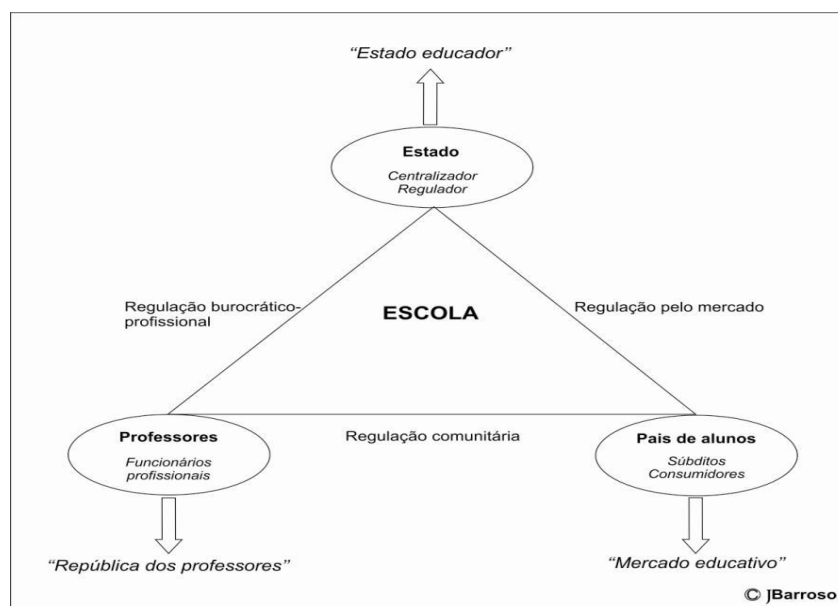 “Estado educador”
Estado
Centralizador
Regulador
Regulação burocrático-
profissional
ESCOLA
Regulação pelo mercado
Professores
Funcionários
profissionais
Regulação comunitária
Pais de alunos
Súbditos
Consumidores
“República dos professores”
“Mercado educativo”
© JBarroso